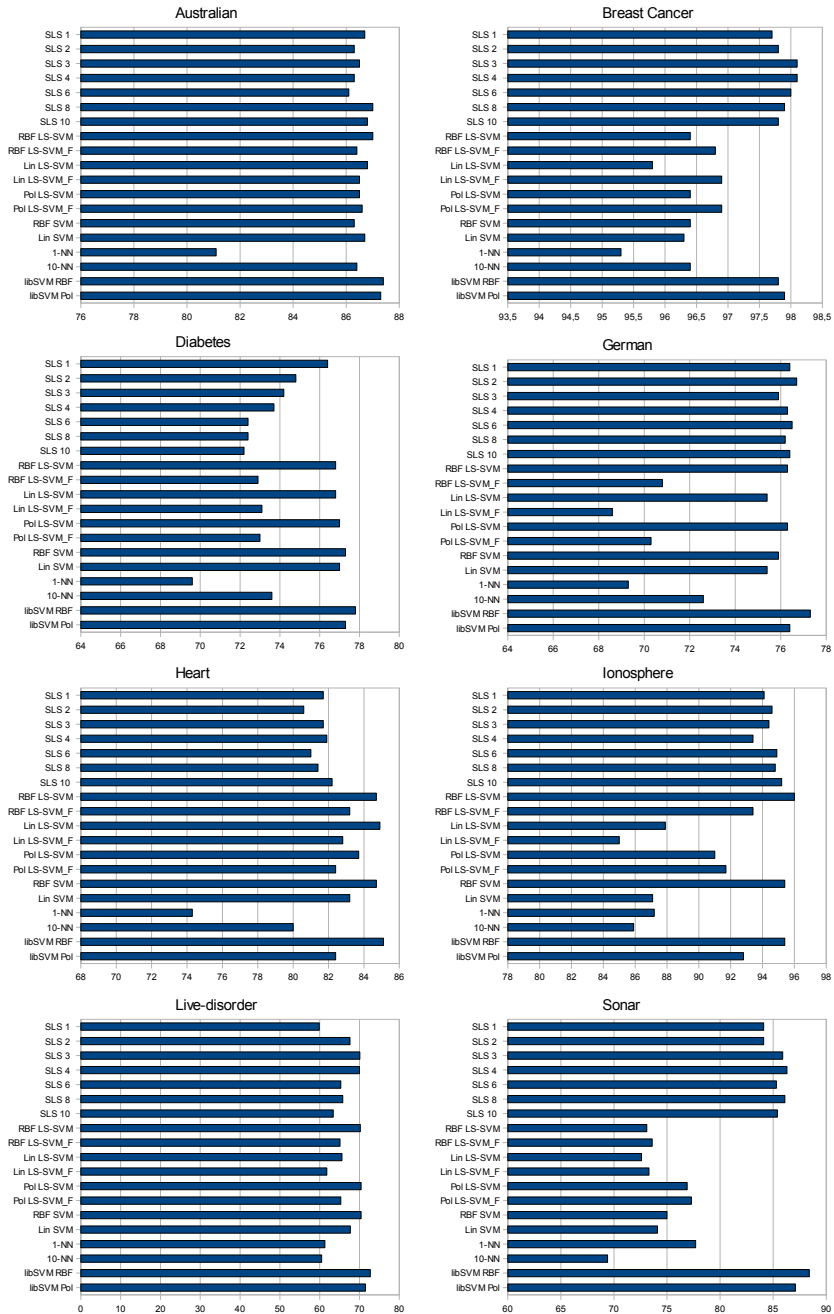 Australian
SLS 1
SLS 2
SLS 3
SLS 4
SLS 6
SLS 8
SLS 10
RBF LS-SVM
RBF LS-SVM_F
Lin LS-SVM
Lin LS-SVM_F
Pol LS-SVM
Pol LS-SVM_F
RBF SVM
Lin SVM
1-NN
10-NN
libSVM RBF
libSVM Pol
76 78 80 82 84 86 88
Breast Cancer
SLS 1
SLS 2
SLS 3
SLS 4
SLS 6
SLS 8
SLS 10
RBF LS-SVM
RBF LS-SVM_F
Lin LS-SVM
Lin LS-SVM_F
Pol LS-SVM
Pol LS-SVM_F
RBF SVM
Lin SVM
1-NN
10-NN
libSVM RBF
libSVM Pol
93,5 94 94,5 95 95,5 96 96,5 97 97,5 98 98,5
Diabetes
SLS 1
SLS 2
SLS 3
SLS 4
SLS 6
SLS 8
SLS 10
RBF LS-SVM
RBF LS-SVM_F
Lin LS-SVM
Lin LS-SVM_F
Pol LS-SVM
Pol LS-SVM_F
RBF SVM
Lin SVM
1-NN
10-NN
libSVM RBF
libSVM Pol
64 66 68 70 72 74 76 78 80
German
SLS 1
SLS 2
SLS 3
SLS 4
SLS 6
SLS 8
SLS 10
RBF LS-SVM
RBF LS-SVM_F
Lin LS-SVM
Lin LS-SVM_F
Pol LS-SVM
Pol LS-SVM_F
RBF SVM
Lin SVM
1-NN
10-NN
libSVM RBF
libSVM Pol
64 66 68 70 72 74 76 78
Heart
SLS 1
SLS 2
SLS 3
SLS 4
SLS 6
SLS 8
SLS 10
RBF LS-SVM
RBF LS-SVM_F
Lin LS-SVM
Lin LS-SVM_F
Pol LS-SVM
Pol LS-SVM_F
RBF SVM
Lin SVM
1-NN
10-NN
libSVM RBF
libSVM Pol
68 70 72 74 76 78 80 82 84 86
Ionosphere
SLS 1
SLS 2
SLS 3
SLS 4
SLS 6
SLS 8
SLS 10
RBF LS-SVM
RBF LS-SVM_F
Lin LS-SVM
Lin LS-SVM_F
Pol LS-SVM
Pol LS-SVM_F
RBF SVM
Lin SVM
1-NN
10-NN
libSVM RBF
libSVM Pol
78 80 82 84 86 88 90 92 94 96 98
Live-disorder
SLS 1
SLS 2
SLS 3
SLS 4
SLS 6
SLS 8
SLS 10
RBF LS-SVM
RBF LS-SVM_F
Lin LS-SVM
Lin LS-SVM_F
Pol LS-SVM
Pol LS-SVM_F
RBF SVM
Lin SVM
1-NN
10-NN
libSVM RBF
libSVM Pol
0 10 20 30 40 50 60 70 80
Sonar
SLS 1
SLS 2
SLS 3
SLS 4
SLS 6
SLS 8
SLS 10
RBF LS-SVM
RBF LS-SVM_F
Lin LS-SVM
Lin LS-SVM_F
Pol LS-SVM
Pol LS-SVM_F
RBF SVM
Lin SVM
1-NN
10-NN
libSVM RBF
libSVM Pol
60 65 70 75 80 85 90